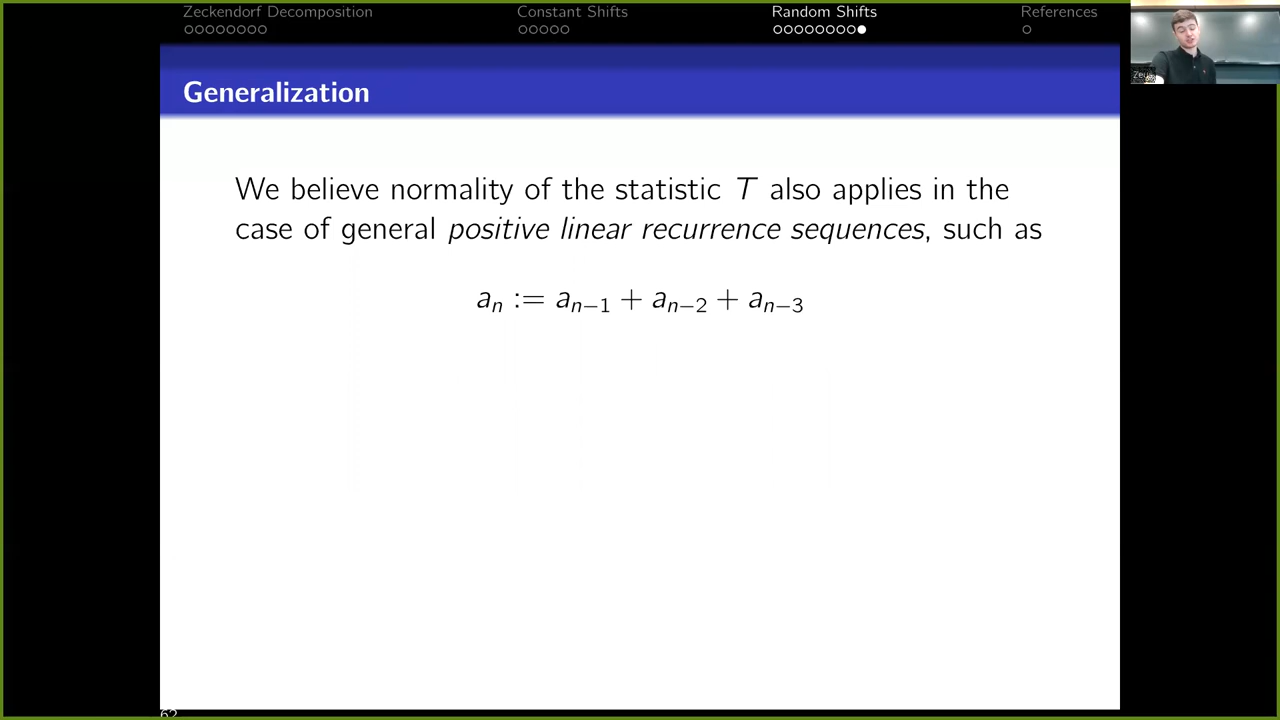 Zeckendorf Decomposition Constant Shifts Random Shifts References
Generalization
We believe normality of the statistic T also applies in the
case of general positive linear recurrence sequences, such as
aₙ := aₙ₋₁ + aₙ₋₂ + aₙ₋₃
62